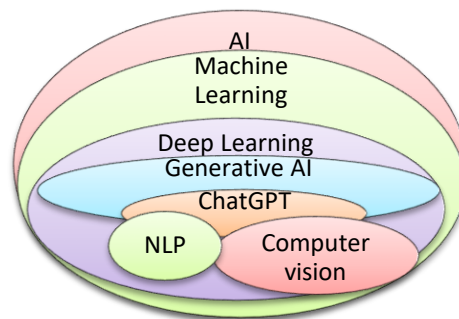 AI
Machine
Learning
Deep Learning
Generative AI
ChatGPT
NLP
Computer
vision